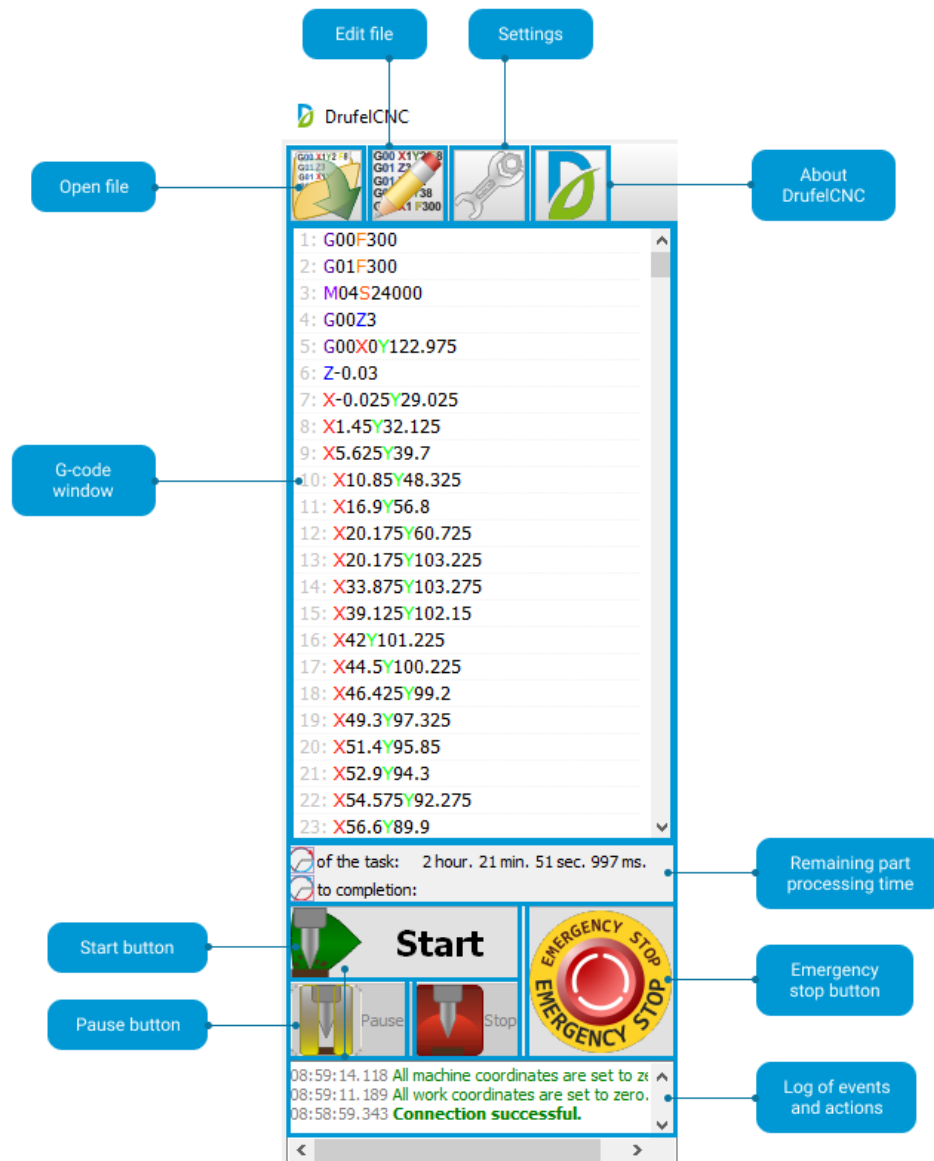 Edit file
Settings
DrufelCNC
Open file
About
DrufelCNC
1: G00F300
2: G01F300
3: M04S24000
4: G00Z3
5: G00X0Y122.975
6: Z-0.03
7: X-0.025Y29.025
8: X1.45Y32.125
9: X5.625Y39.7
G-code
window
10: X10.85Y48.325
11: X16.9Y56.8
12: X20.175Y60.725
13: X20.175Y103.225
14: X33.875Y103.275
15: X39.125Y102.15
16: X42Y101.225
17: X44.5Y100.225
18: X46.425Y99.2
19: X49.3Y97.325
20: X51.4Y95.85
21: X52.9Y94.3
22: X54.575Y92.275
23: X56.6Y89.9
of the task: 2 hour. 21 min. 51 sec. 997 ms.
to completion:
Remaining part
processing time
Start button
Start
EMERGENCY STOP
EMERGENCY STOP
Emergency
stop button
Pause button
Pause
Stop
08:59:14.118 All machine coordinates are set to
08:59:11.189 All work coordinates are set to zero.
08:58:59.343 Connection successful.
Log of events
and actions